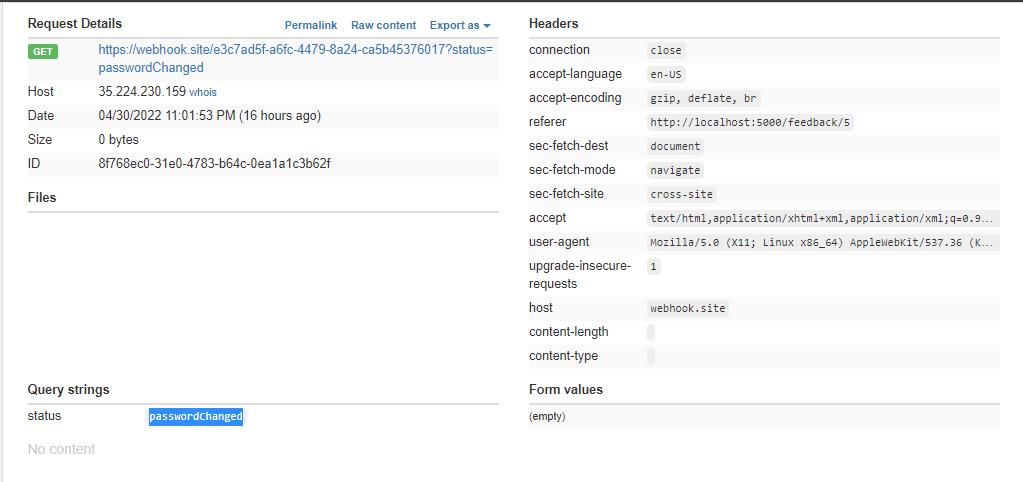 Request Details Permalink Raw content Export as
GET https://webhook.site/e3c7ad5f-a6fc-4479-8a24-ca5b45376017?status=
passwordChanged
Host 35.224.230.159 whois
Date 04/30/2022 11:01:53 PM (16 hours ago)
Size 0 bytes
ID 8f768ec0-31e0-4783-b64c-0ea1a1c3b62f
Files
Headers
connection close
accept-language en-US
accept-encoding gzip, deflate, br
referer http://localhost:5000/feedback/5
sec-fetch-dest document
sec-fetch-mode navigate
sec-fetch-site cross-site
accept text/html,application/xhtml+xml,application/xml;q=0.9...
user-agent Mozilla/5.0 (X11; Linux x86_64) AppleWebKit/537.36 (K...
upgrade-insecure-
requests 1
host webhook.site
content-length
content-type
Query strings
status passwordChanged
No content
Form values
(empty)